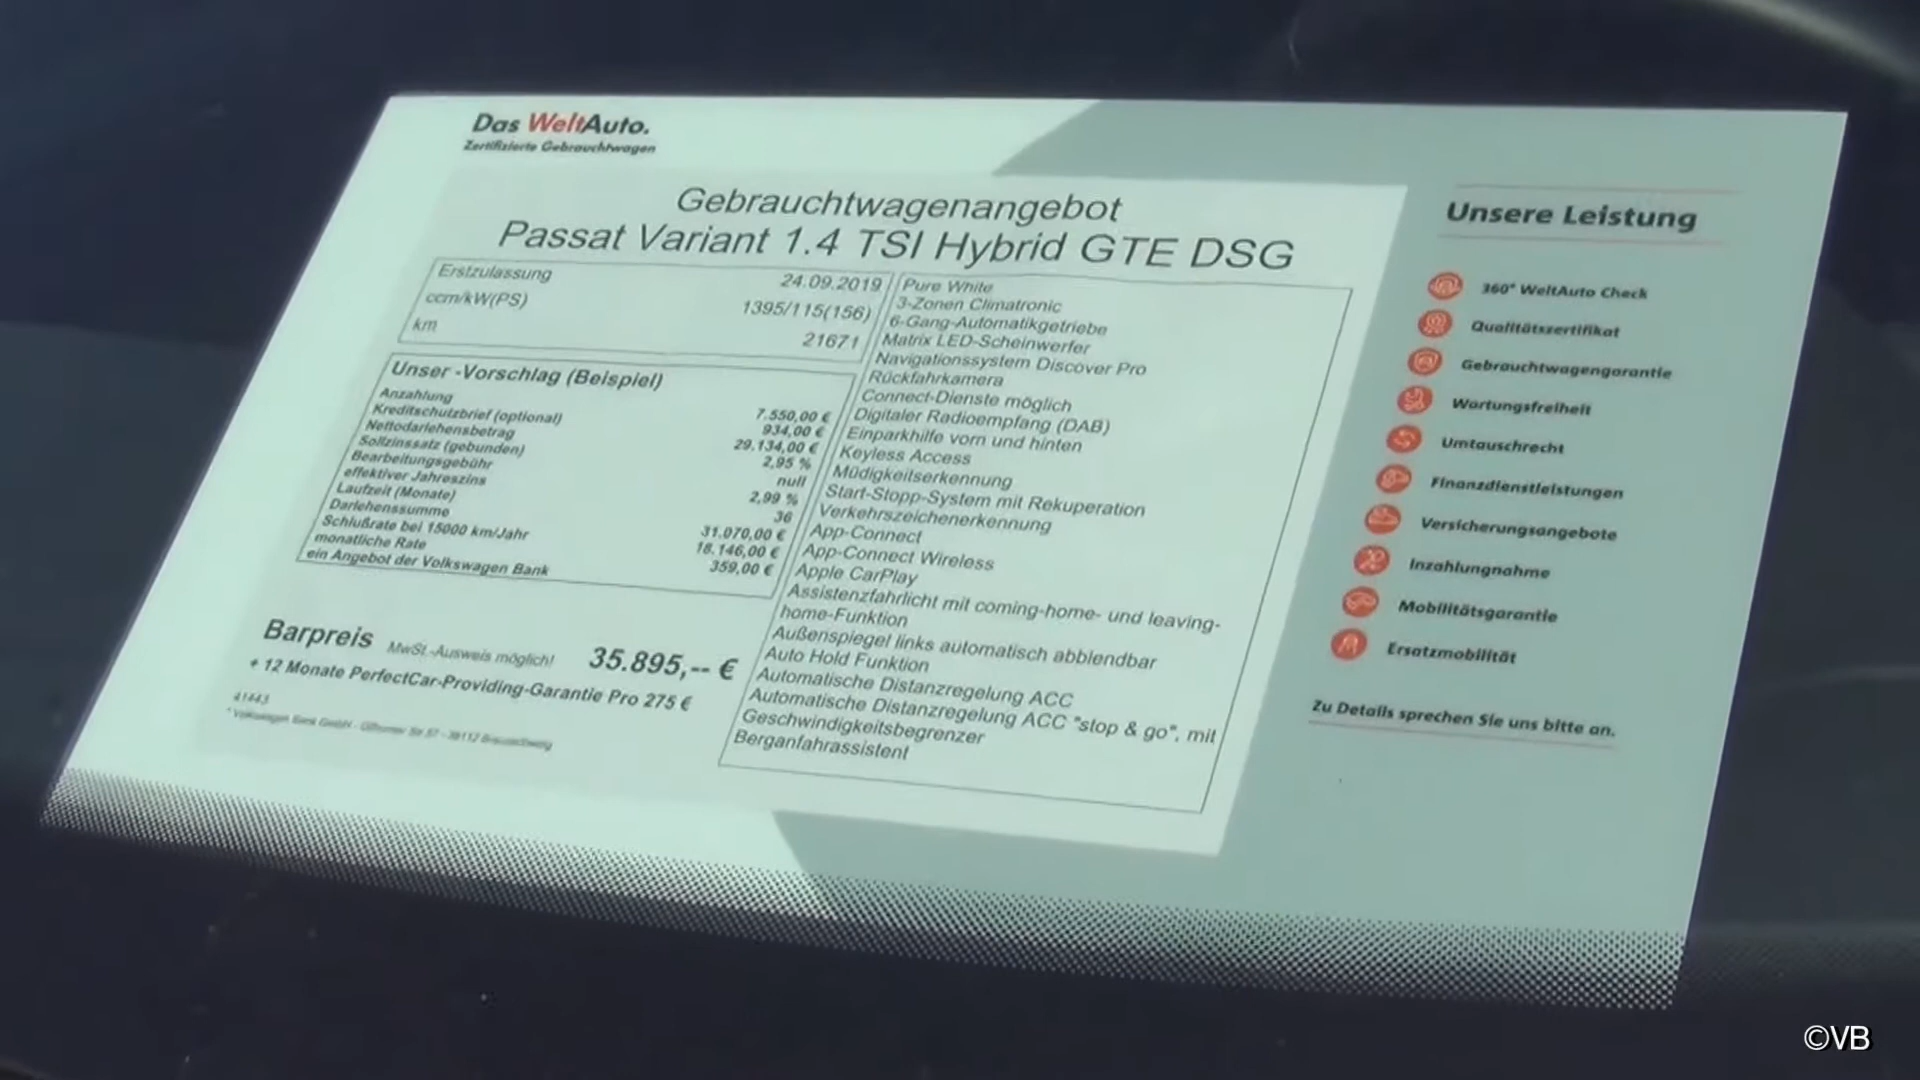 Das WeltAuto.
Zertifizierte Gebrauchtwagen
Gebrauchtwagenangebot
Passat Variant 1.4 TSI Hybrid GTE DSG
Erstzulassung 24.09.2019
ccm/kW(PS) 1395/115(156)
km 21671
Unser -Vorschlag (Beispiel)
Anzahlung 7.550,00 €
Kreditschutzbrief (optional) 934,00 €
Nettodarlehensbetrag 29.134,00 €
Sollzinssatz (gebunden) 2,95 %
Bearbeitungsgebühr null
effektiver Jahreszins 2,99 %
Laufzeit (Monate) 36
Darlehenssumme 31.070,00 €
Schlußrate bei 15000 km/Jahr 18.146,00 €
monatliche Rate 359,00 €
ein Angebot der Volkswagen Bank
Barpreis MwSt.-Ausweis möglich! 35.895,-- €
+ 12 Monate PerfectCar-Providing-Garantie Pro 275 €
41443
* Volkswagen Bank GmbH - Gifhorner Str.57 - 38112 Braunschweig
Pure White
3-Zonen Climatronic
6-Gang-Automatikgetriebe
Matrix LED-Scheinwerfer
Navigationssystem Discover Pro
Rückfahrkamera
Connect-Dienste möglich
Digitaler Radioempfang (DAB)
Einparkhilfe vorn und hinten
Keyless Access
Müdigkeitserkennung
Start-Stopp-System mit Rekuperation
Verkehrszeichenerkennung
App-Connect
App-Connect Wireless
Apple CarPlay
Assistenzfahrlicht mit coming-home- und leaving-
home-Funktion
Außenspiegel links automatisch abblendbar
Auto Hold Funktion
Automatische Distanzregelung ACC
Automatische Distanzregelung ACC "stop & go", mit
Geschwindigkeitsbegrenzer
Berganfahrassistent
Unsere Leistung
360° WeltAuto Check
Qualitätszertifikat
Gebrauchtwagengarantie
Wartungsfreiheit
Umtauschrecht
Finanzdienstleistungen
Versicherungsangebote
Inzahlungnahme
Mobilitätsgarantie
Ersatzmobilität
Zu Details sprechen Sie uns bitte an.
©VB